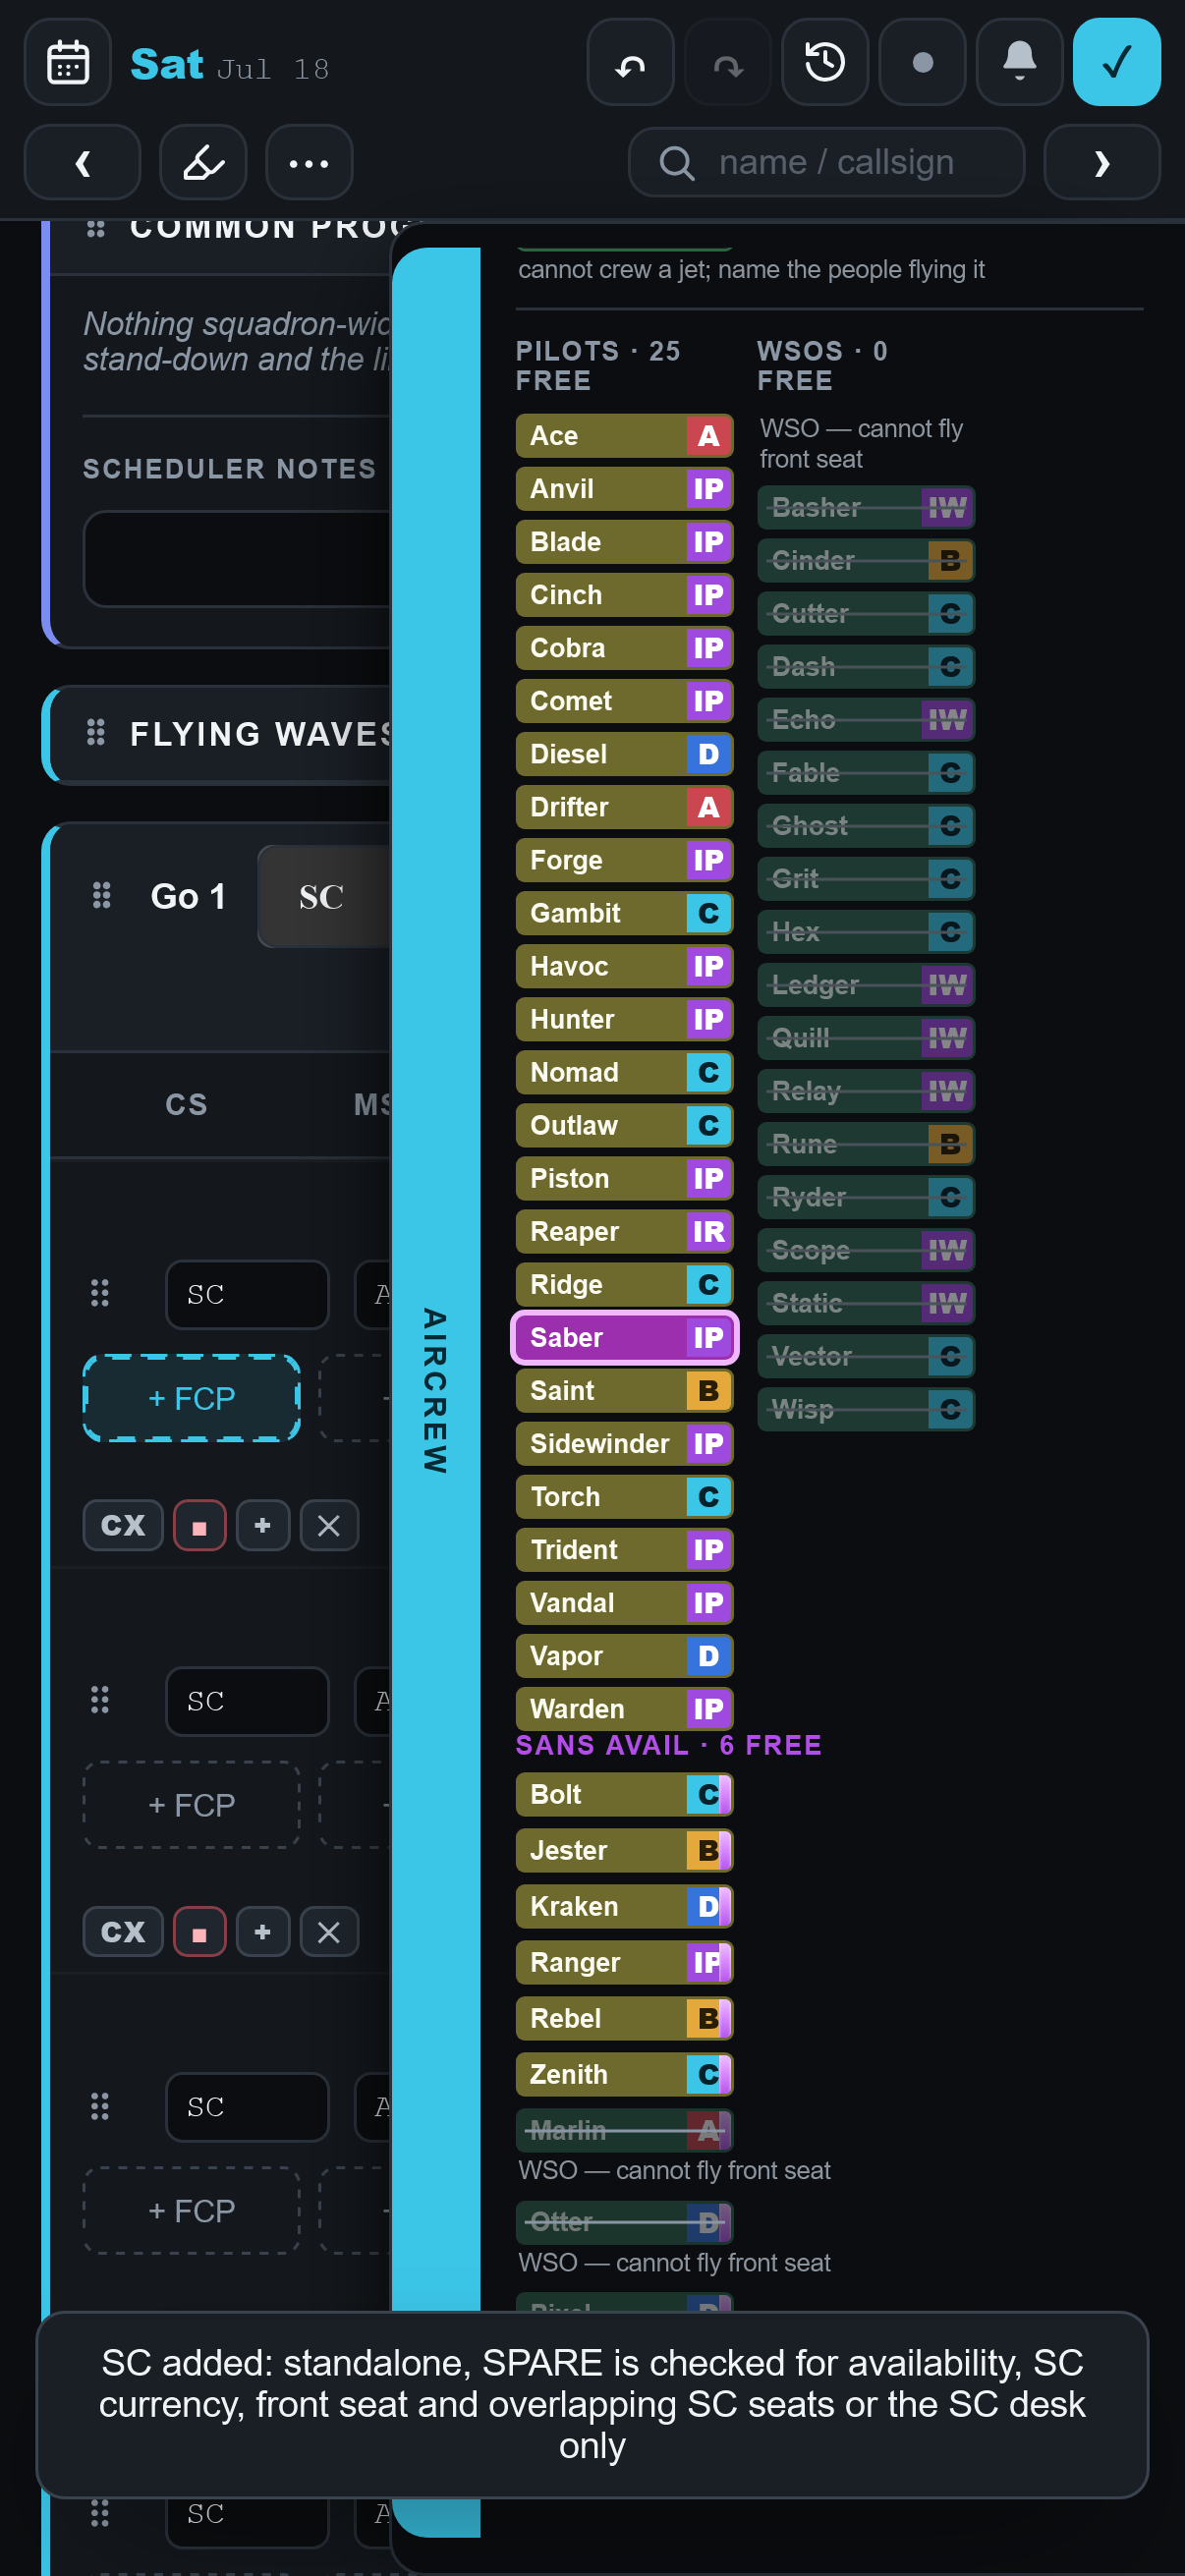 Sat Jul 18
name / callsign
COMMON PROG
Nothing squadron-wid
stand-down and the li
SCHEDULER NOTES
FLYING WAVES
Go 1 SC
CS MS
SC A
+ FCP
CX + ×
SC A
+ FCP
CX + ×
SC A
+ FCP
SC A
AIRCREW
cannot crew a jet; name the people flying it
PILOTS · 25
FREE
Ace A
Anvil IP
Blade IP
Cinch IP
Cobra IP
Comet IP
Diesel D
Drifter A
Forge IP
Gambit C
Havoc IP
Hunter IP
Nomad C
Outlaw C
Piston IP
Reaper IR
Ridge C
Saber IP
Saint B
Sidewinder IP
Torch C
Trident IP
Vandal IP
Vapor D
Warden IP
WSOS · 0
FREE
WSO — cannot fly
front seat
Basher IW
Cinder B
Cutter C
Dash C
Echo IW
Fable C
Ghost C
Grit C
Hex C
Ledger IW
Quill IW
Relay IW
Rune B
Ryder C
Scope IW
Static IW
Vector C
Wisp C
SANS AVAIL · 6 FREE
Bolt C
Jester B
Kraken D
Ranger IP
Rebel B
Zenith C
Marlin A
WSO — cannot fly front seat
Otter D
WSO — cannot fly front seat
SC added: standalone, SPARE is checked for availability, SC
currency, front seat and overlapping SC seats or the SC desk
only